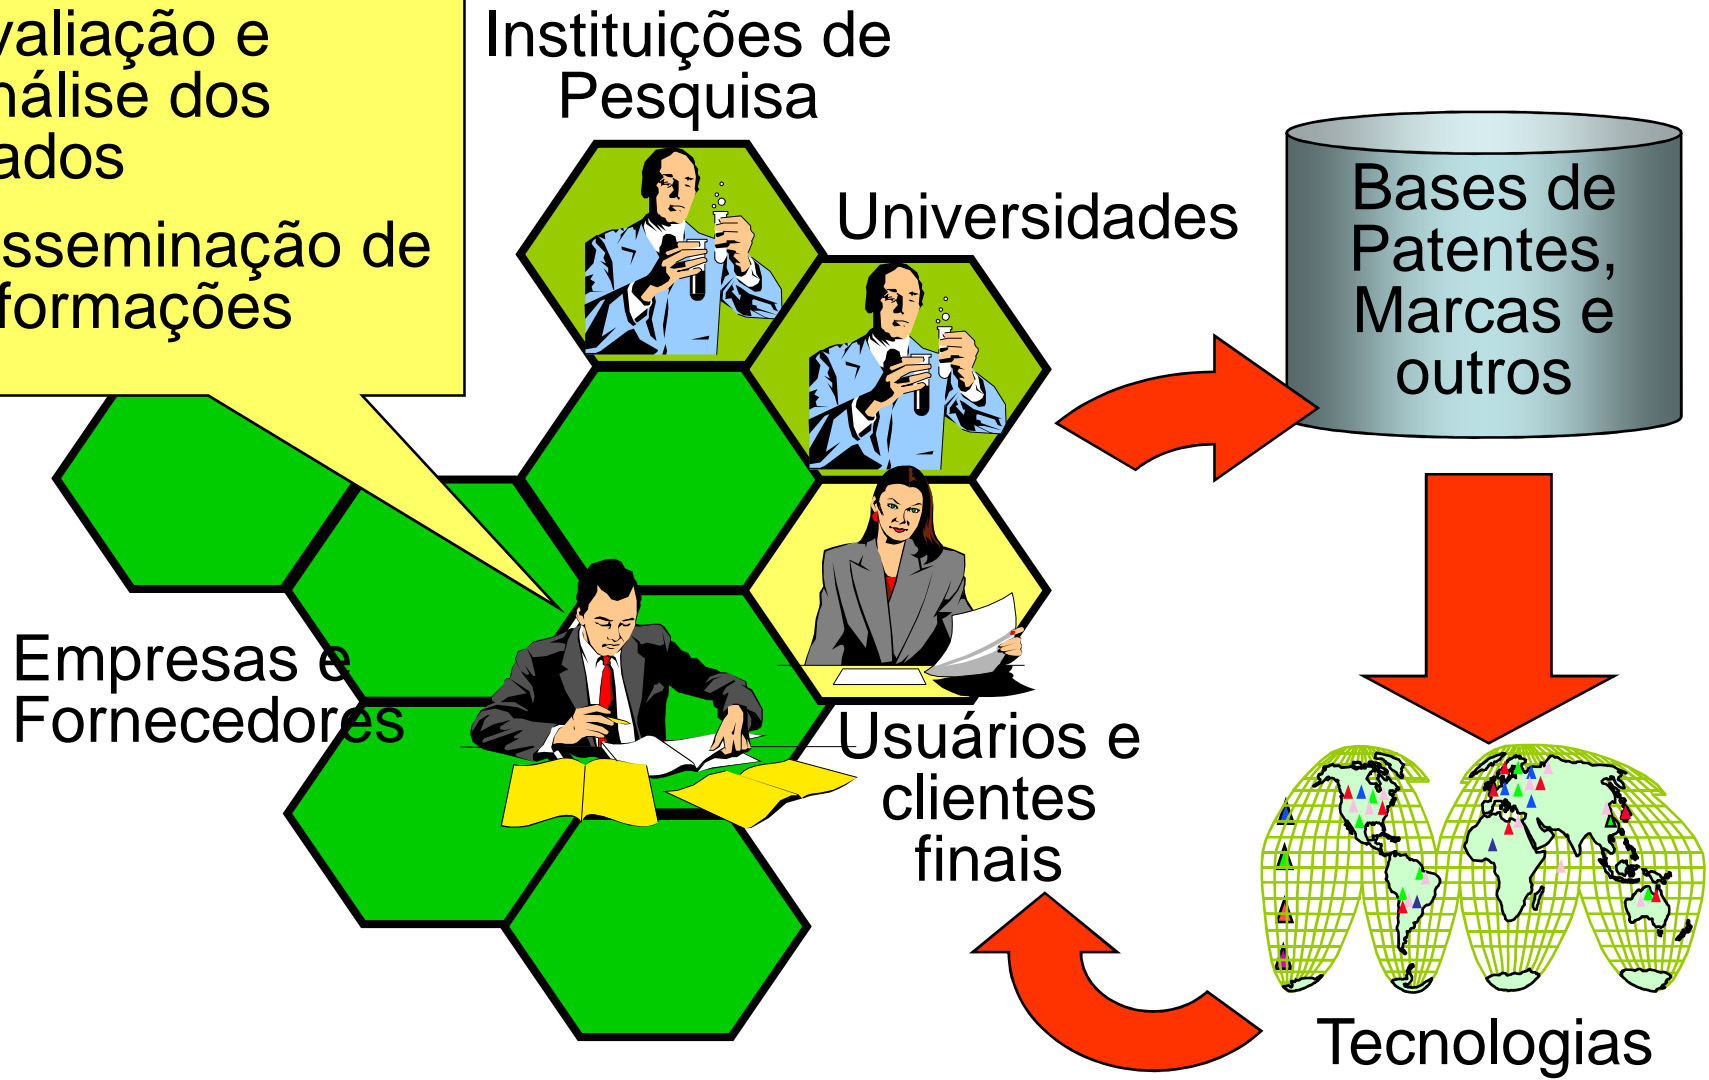 valiação e
nálise dos
ados
sseminação de
formações
Instituições de
Pesquisa
Universidades
Bases de
Patentes,
Marcas e
outros
Empresas e
Fornecedores
Usuários e
clientes
finais
Tecnologias